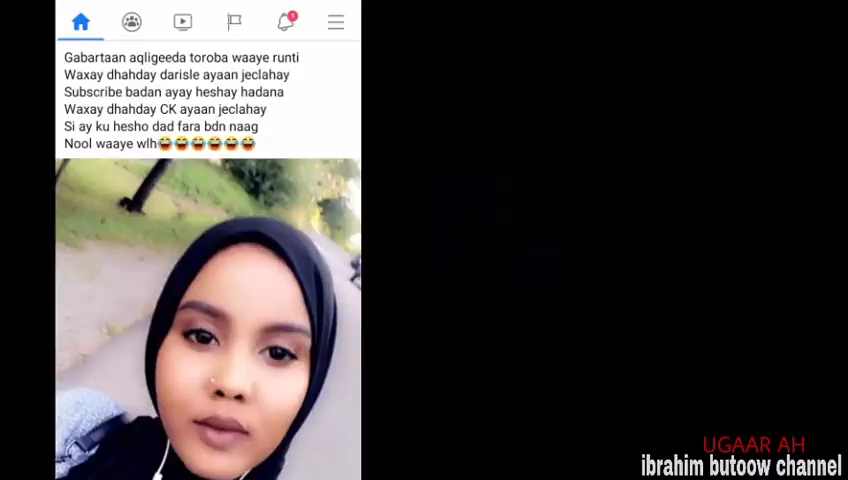 Gabartaan aqligeeda toroba waaye runti
Waxay dhahday darisle ayaan jeclahay
Subscribe badan ayay heshay hadana
Waxay dhahday CK ayaan jeclahay
Si ay ku hesho dad fara bdn naag
Nool waaye wlh😂😂😂😂😂😂
UGAAR AH
ibrahim butoow channel